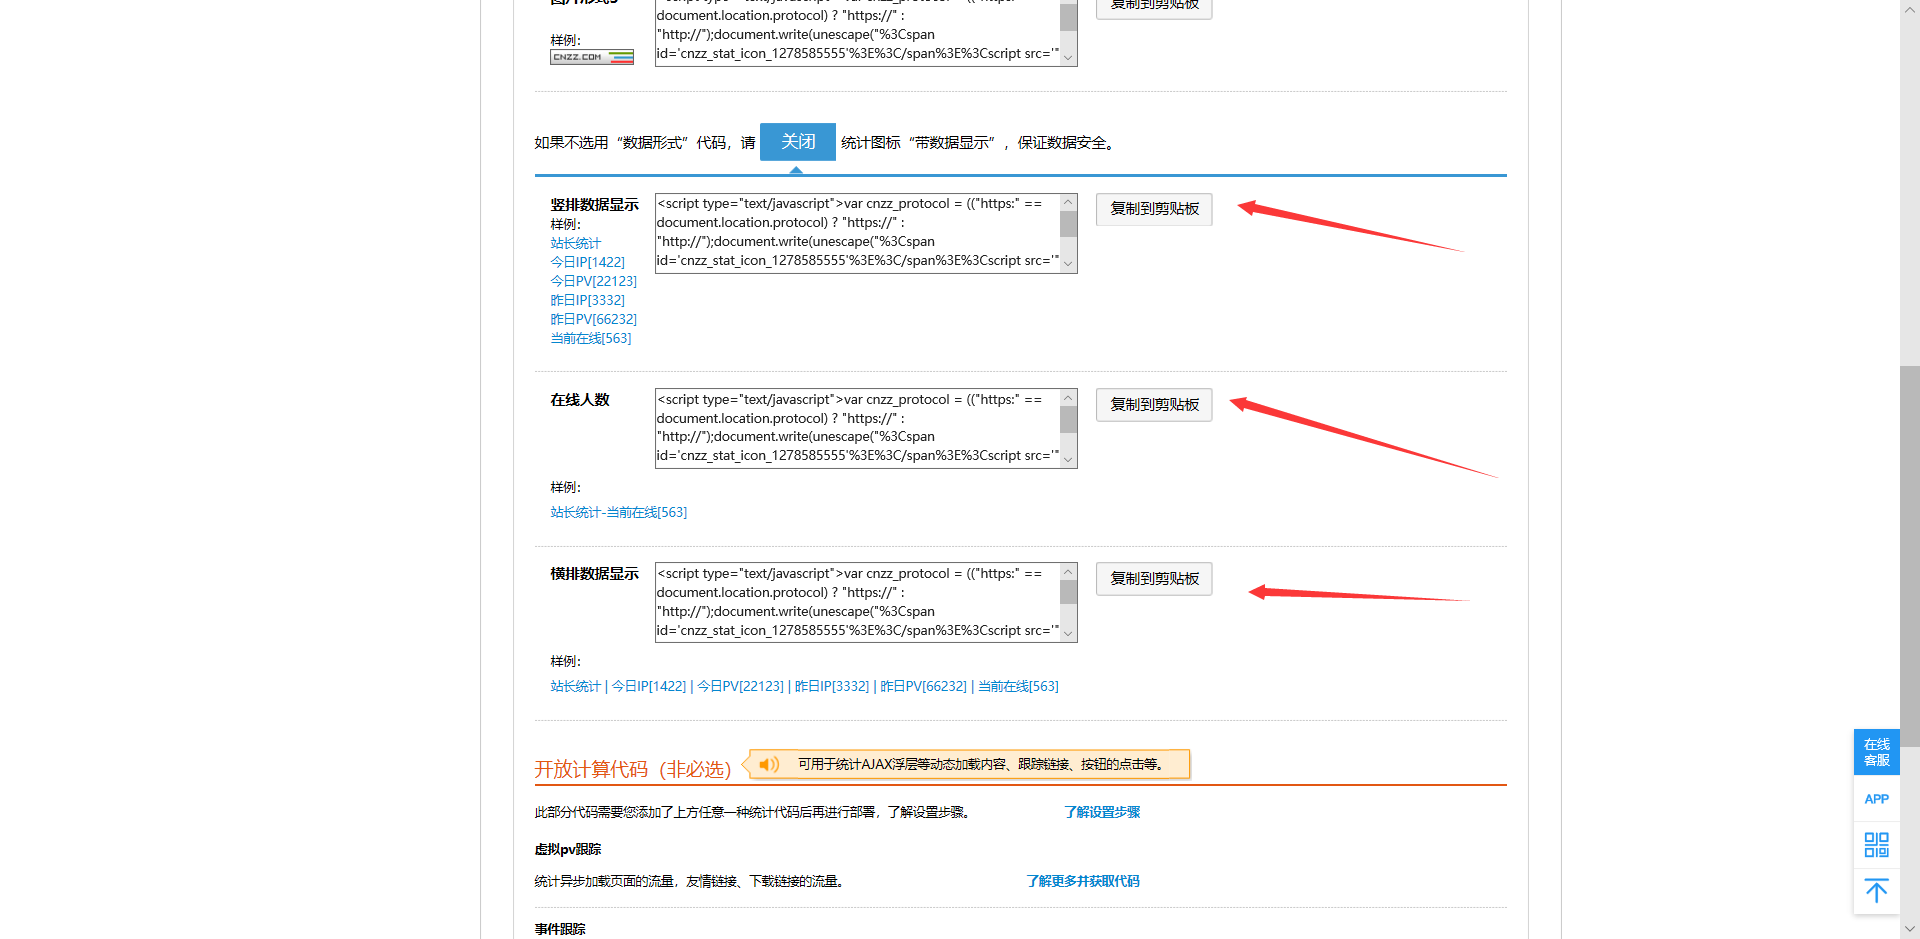 document.location.protocol) ? "https://" :
"http://");document.write(unescape("%3Cspan
id='cnzz_stat_icon_1278585555'%3E%3C/span%3E%3Cscript src='"
复制到剪贴板
样例：
CNZZ.COM
如果不选用“数据形式”代码，请 关闭 统计图标“带数据显示”，保证数据安全。
竖排数据显示
样例：
站长统计
今日IP[1422]
今日PV[22123]
昨日IP[3332]
昨日PV[66232]
当前在线[563]
<script type="text/javascript">var cnzz_protocol = (("https:" ==
document.location.protocol) ? "https://" :
"http://");document.write(unescape("%3Cspan
id='cnzz_stat_icon_1278585555'%3E%3C/span%3E%3Cscript src='"
复制到剪贴板
在线人数
<script type="text/javascript">var cnzz_protocol = (("https:" ==
document.location.protocol) ? "https://" :
"http://");document.write(unescape("%3Cspan
id='cnzz_stat_icon_1278585555'%3E%3C/span%3E%3Cscript src='"
复制到剪贴板
样例：
站长统计-当前在线[563]
横排数据显示
<script type="text/javascript">var cnzz_protocol = (("https:" ==
document.location.protocol) ? "https://" :
"http://");document.write(unescape("%3Cspan
id='cnzz_stat_icon_1278585555'%3E%3C/span%3E%3Cscript src='"
复制到剪贴板
样例：
站长统计 | 今日IP[1422] | 今日PV[22123] | 昨日IP[3332] | 昨日PV[66232] | 当前在线[563]
开放计算代码（非必选） 可用于统计AJAX浮层等动态加载内容、跟踪链接、按钮的点击等。
此部分代码需要您添加了上方任意一种统计代码后再进行部署，了解设置步骤。 了解设置步骤
虚拟pv跟踪
统计异步加载页面的流量，友情链接、下载链接的流量。 了解更多并获取代码
事件跟踪
在线
客服
APP